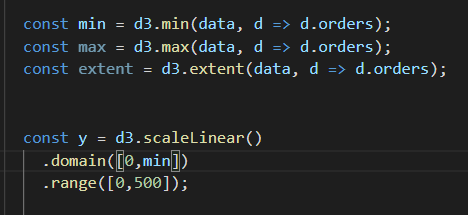 const min = d3.min(data, d => d.orders);
const max = d3.max(data, d => d.orders);
const extent = d3.extent(data, d => d.orders);
const y = d3.scaleLinear()
.domain([0,min])
.range([0,500]);